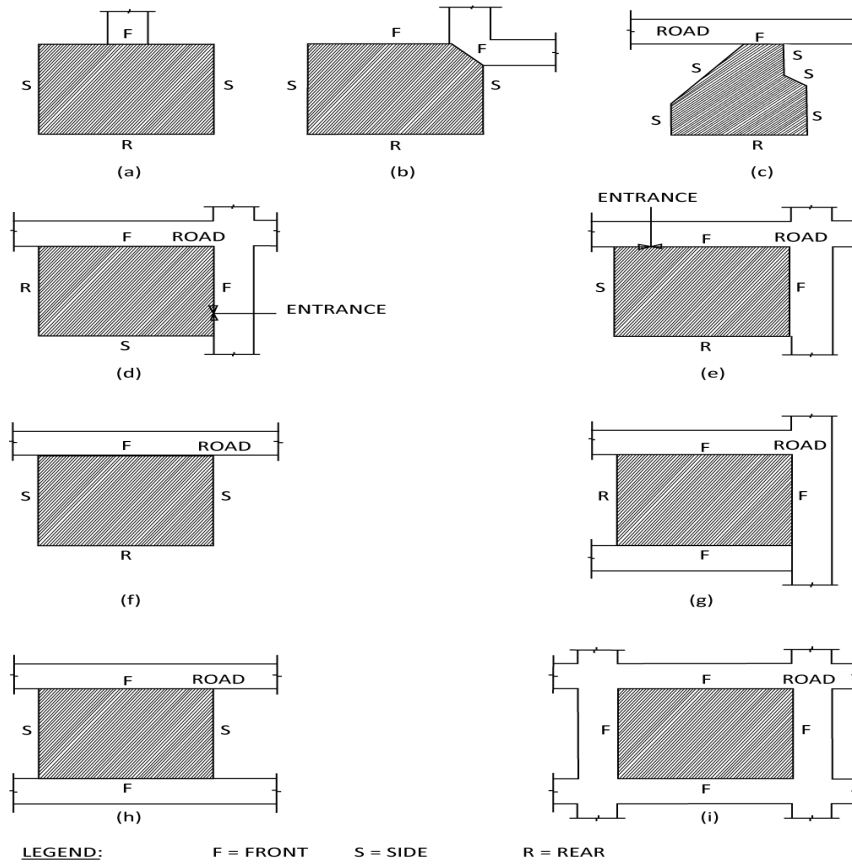 F
S S
R
(a)
F F
S S
R
(b)
ROAD F
S S
S S
S
R
(c)
F ROAD
R F
ENTRANCE
S
(d)
ENTRANCE
F ROAD
S F
R
(e)
F ROAD
S S
R
(f)
F ROAD
R F
F
(g)
F ROAD
S S
F
(h)
F ROAD
F F
F
(i)
LEGEND: F = FRONT S = SIDE R = REAR